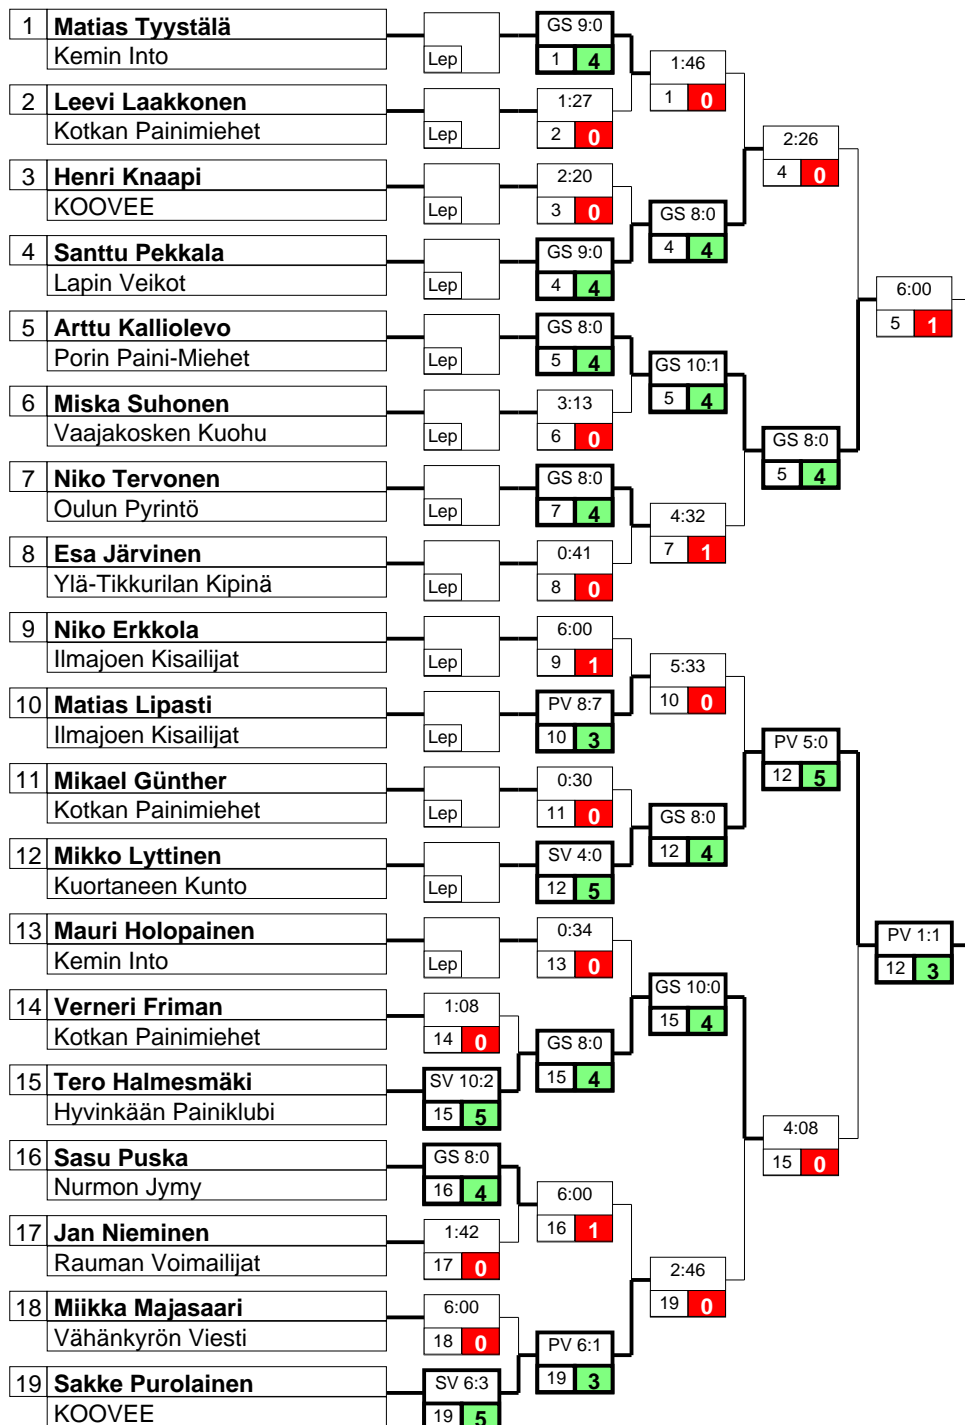 1 Matias Tyystälä
Kemin Into
Lep
GS 9:0
1 4
1:46
1 0
2 Leevi Laakkonen
Kotkan Painimiehet
Lep
1:27
2 0
2:26
4 0
3 Henri Knaapi
KOOVEE
Lep
2:20
3 0
GS 8:0
4 4
4 Santtu Pekkala
Lapin Veikot
Lep
GS 9:0
4 4
6:00
5 1
5 Arttu Kalliolevo
Porin Paini-Miehet
Lep
GS 8:0
5 4
GS 10:1
5 4
6 Miska Suhonen
Vaajakosken Kuohu
Lep
3:13
6 0
GS 8:0
5 4
7 Niko Tervonen
Oulun Pyrintö
Lep
GS 8:0
7 4
4:32
7 1
8 Esa Järvinen
Ylä-Tikkurilan Kipinä
Lep
0:41
8 0
9 Niko Erkkola
Ilmajoen Kisailijat
Lep
6:00
9 1
5:33
10 0
10 Matias Lipasti
Ilmajoen Kisailijat
Lep
PV 8:7
10 3
PV 5:0
12 5
11 Mikael Günther
Kotkan Painimiehet
Lep
0:30
11 0
GS 8:0
12 4
12 Mikko Lyttinen
Kuortaneen Kunto
Lep
SV 4:0
12 5
13 Mauri Holopainen
Kemin Into
Lep
0:34
13 0
PV 1:1
12 3
GS 10:0
15 4
14 Verneri Friman
Kotkan Painimiehet
1:08
14 0
GS 8:0
15 4
15 Tero Halmesmäki
Hyvinkään Painiklubi
SV 10:2
15 5
4:08
15 0
16 Sasu Puska
Nurmon Jymy
GS 8:0
16 4
6:00
16 1
17 Jan Nieminen
Rauman Voimailijat
1:42
17 0
2:46
19 0
18 Miikka Majasaari
Vähänkyrön Viesti
6:00
18 0
PV 6:1
19 3
19 Sakke Purolainen
KOOVEE
SV 6:3
19 5